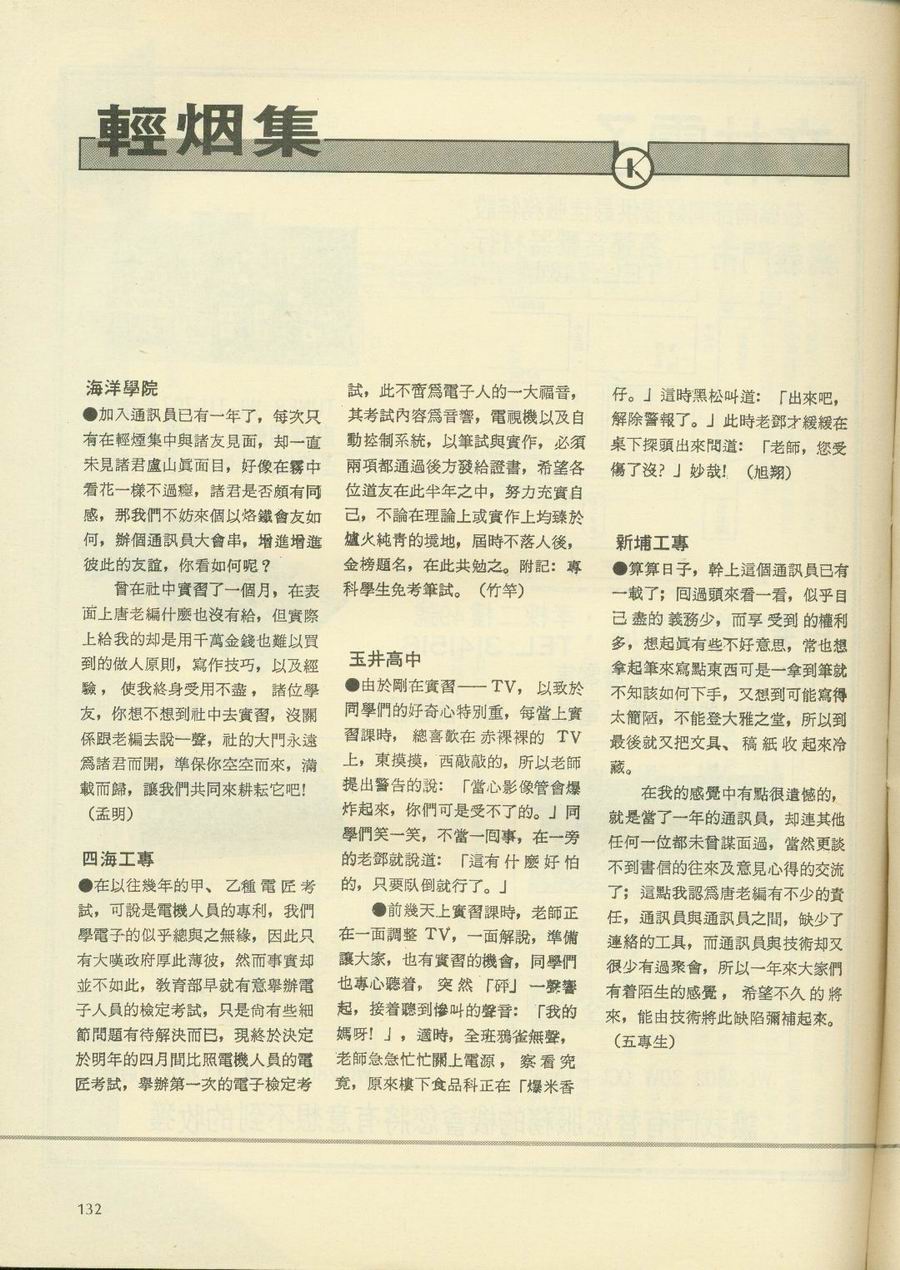 輕烟集
K
海洋學院
●加入通訊員已有一年了，每次只
有在輕煙集中與諸友見面，却一直
未見諸君盧山眞面目，好像在霧中
看花一樣不過癮，諸君是否頗有同
感，那我們不妨來個以烙鐵會友如
何，辦個通訊員大會串，增進增進
彼此的友誼，你看如何呢？
曾在社中實習了一個月，在表
面上唐老編什麼也沒有給，但實際
上給我的却是用千萬金錢也難以買
到的做人原則，寫作技巧，以及經
驗，使我終身受用不盡，諸位學
友，你想不想到社中去實習，沒關
係跟老編去說一聲，社的大門永遠
爲諸君而開，準保你空空而來，滿
載而歸，讓我們共同來耕耘它吧！
（孟明）
四海工專
●在以往幾年的甲、乙種電匠考
試，可說是電機人員的專利，我們
學電子的似乎總與之無緣，因此只
有大嘆政府厚此薄彼，然而事實却
並不如此，教育部早就有意舉辦電
子人員的檢定考試，只是尙有些細
節問題有待解決而已，現終於決定
於明年的四月間比照電機人員的電
匠考試，舉辦第一次的電子檢定考
試，此不啻爲電子人的一大福音，
其考試內容爲音響，電視機以及自
動控制系統，以筆試與實作，必須
兩項都通過後方發給證書，希望各
位道友在此半年之中，努力充實自
己，不論在理論上或實作上均臻於
爐火純青的境地，屆時不落人後，
金榜題名，在此共勉之。附記：專
科學生免考筆試。（竹竿）
玉井高中
●由於剛在實習——TV，以致於
同學們的好奇心特別重，每當上實
習課時，總喜歡在赤裸裸的 TV
上，東摸摸，西敲敲的，所以老師
提出警告的說：「當心影像管會爆
炸起來，你們可是受不了的。」同
學們笑一笑，不當一回事，在一旁
的老鄧就說道：「這有什麼好怕
的，只要臥倒就行了。」
●前幾天上實習課時，老師正
在一面調整 TV，一面解說，準備
讓大家，也有實習的機會，同學們
也專心聽着，突然「砰」一聲響
起，接着聽到慘叫的聲音：「我的
媽呀！」，適時，全班鴉雀無聲，
老師急急忙忙關上電源，察看究
竟，原來樓下食品科正在「爆米香
仔。」這時黑松叫道：「出來吧，
解除警報了。」此時老鄧才緩緩在
桌下探頭出來問道：「老師，您受
傷了沒？」妙哉！（旭翔）
新埔工專
●算算日子，幹上這個通訊員已有
一載了；回過頭來看一看，似乎自
己盡的義務少，而享受到的權利
多，想起眞有些不好意思，常也想
拿起筆來寫點東西可是一拿到筆就
不知該如何下手，又想到可能寫得
太簡陋，不能登大雅之堂，所以到
最後就又把文具、稿紙收起來冷
藏。
在我的感覺中有點很遺憾的，
就是當了一年的通訊員，却連其他
任何一位都未曾謀面過，當然更談
不到書信的往來及意見心得的交流
了；這點我認爲唐老編有不少的責
任，通訊員與通訊員之間，缺少了
連絡的工具，而通訊員與技術却又
很少有過聚會，所以一年來大家們
有着陌生的感覺，希望不久的將
來，能由技術將此缺陷彌補起來。
（五專生）
132